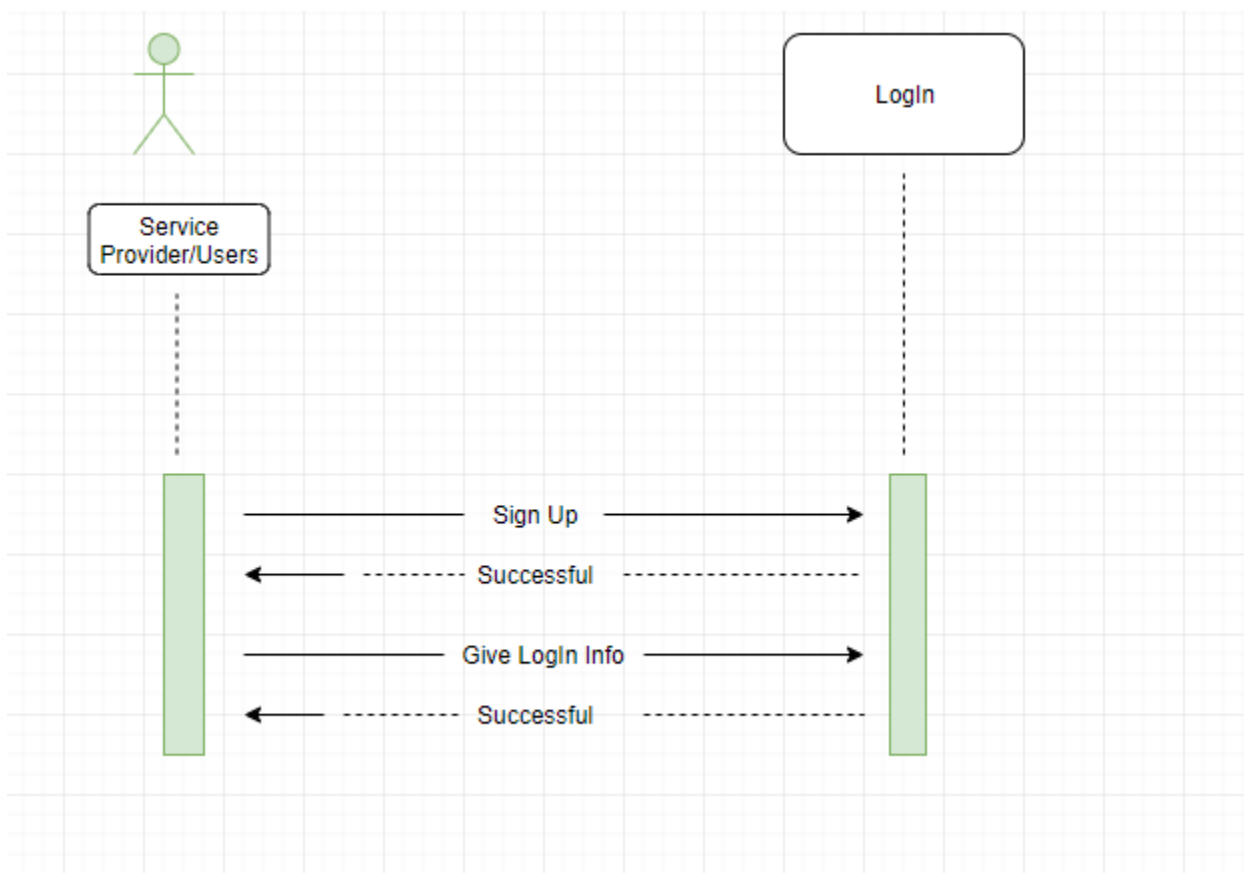 LogIn
Service
Provider/Users
Sign Up
Successful
Give LogIn Info
Successful